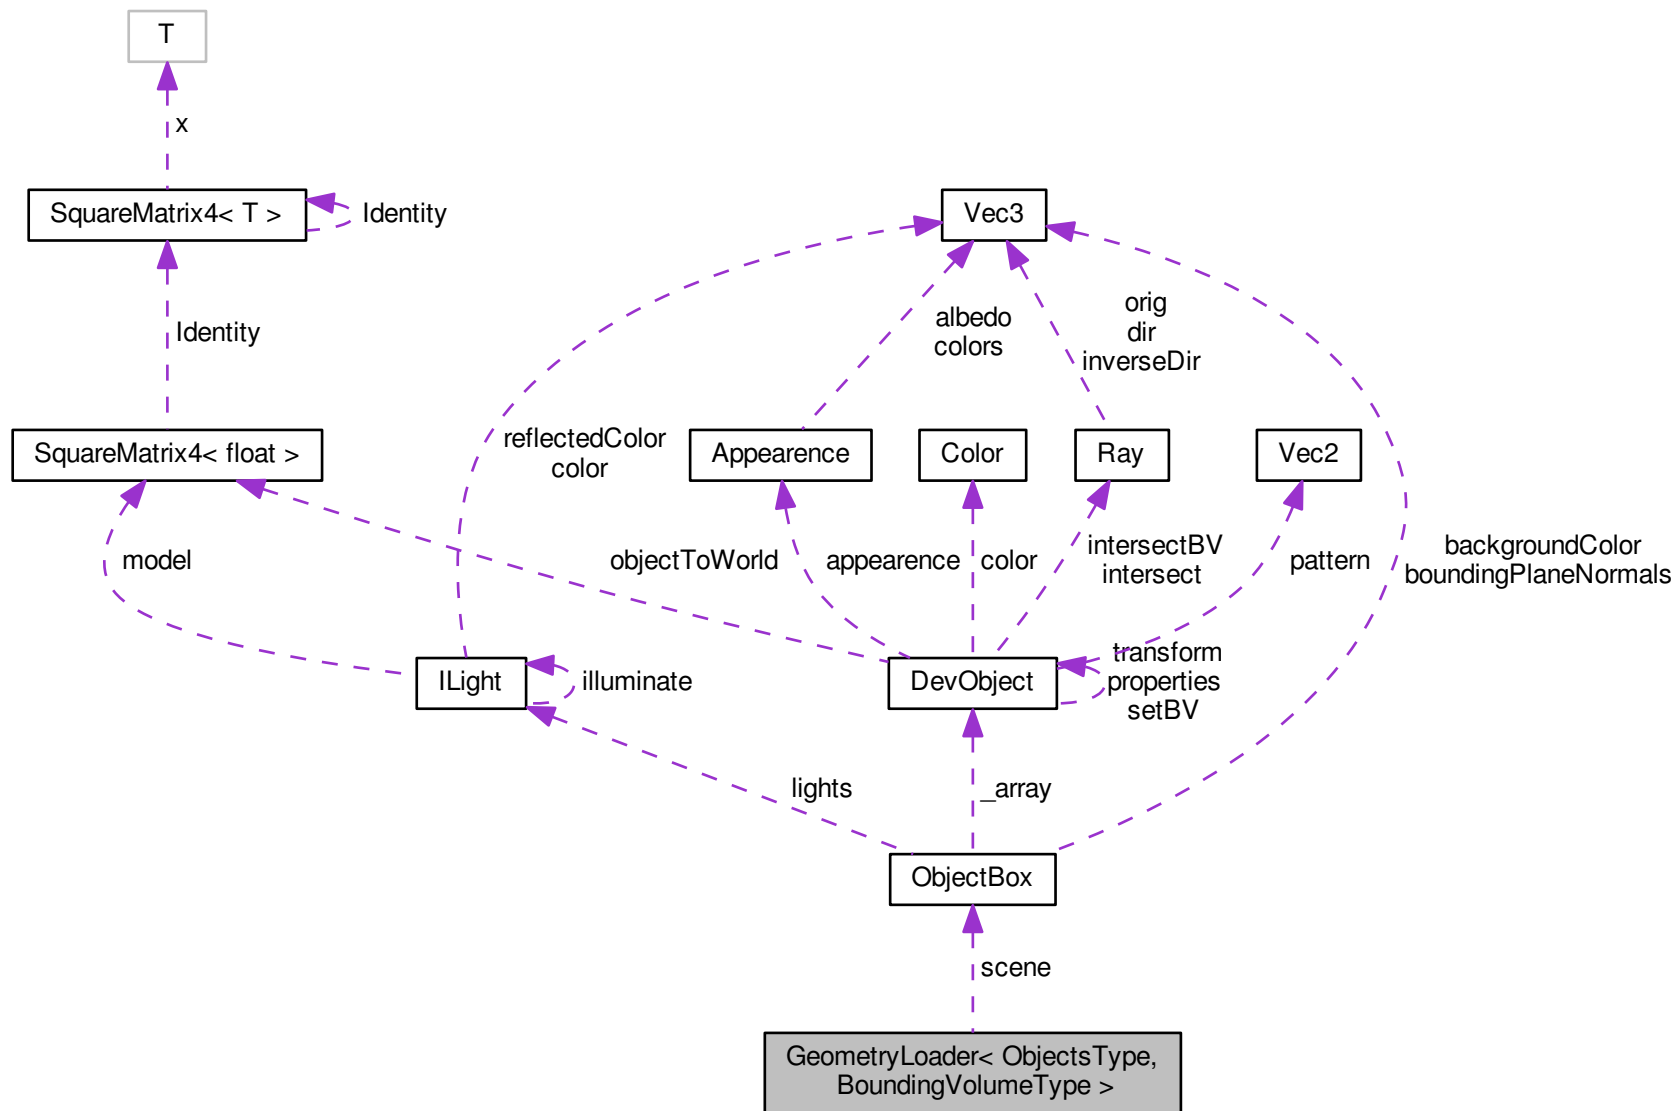 T
x
SquareMatrix4< T >
Identity
Vec3
Identity
albedo
colors
orig
dir
inverseDir
SquareMatrix4< float >
reflectedColor
color
Appearence
Color
Ray
Vec2
model
objectToWorld
appearence
color
intersectBV
intersect
pattern
backgroundColor
boundingPlaneNormals
ILight
illuminate
DevObject
transform
properties
setBV
lights
_array
ObjectBox
scene
GeometryLoader< ObjectsType,
BoundingVolumeType >